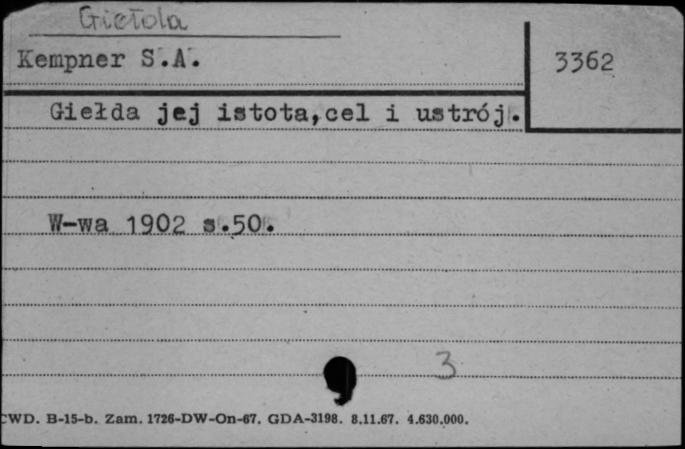 Giełda
Kempner S.A.
3362
Giełda jej istota,cel i ustrój.
W-wa 1902 s.50.
3
CWD. B-15-b. Zam. 1726-DW-On-67. GDA-3198. 8.11.67. 4.630.000.